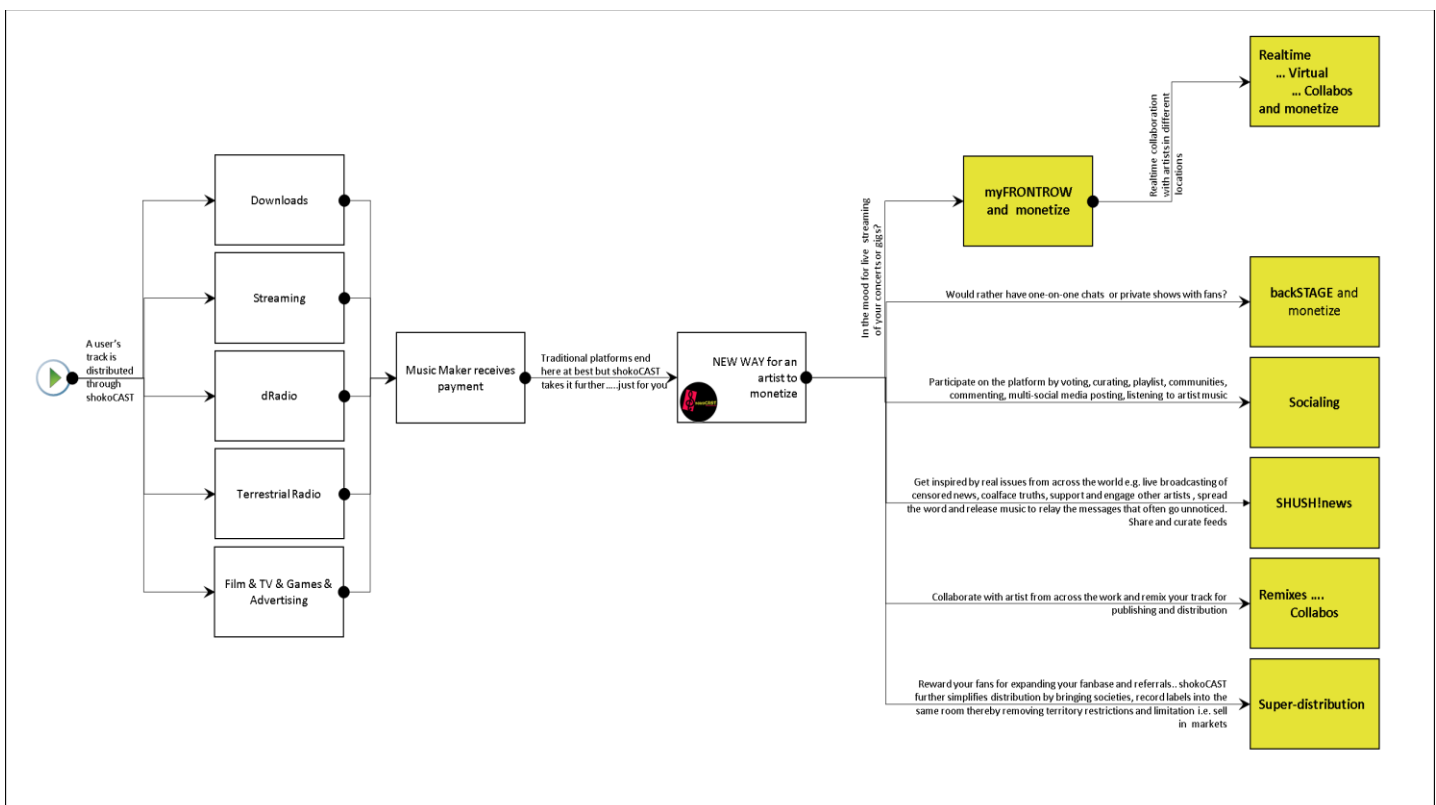 A user's
track is
distributed
through
shokoCAST
Downloads
Streaming
dRadio
Terrestrial Radio
Film & TV & Games &
Advertising
Music Maker receives
payment
Traditional platforms end
here at best but shokoCAST
takes it further.....just for you
NEW WAY for an
artist to
monetize
In the mood for live streaming
of your concerts or gigs?
myFRONTROW
and monetize
Realtime collaboration
with artists in different
locations
Realtime
... Virtual
... Collabos
and monetize
Would rather have one-on-one chats or private shows with fans?
backSTAGE and
monetize
Participate on the platform by voting, curating, playlist, communities,
commenting, multi-social media posting, listening to artist music
Socialing
Get inspired by real issues from across the world e.g. live broadcasting of
censored news, coalface truths, support and engage other artists , spread
the word and release music to relay the messages that often go unnoticed.
Share and curate feeds
SHUSH!news
Collaborate with artist from across the work and remix your track for
publishing and distribution
Remixes ....
Collabos
Reward your fans for expanding your fanbase and referrals.. shokoCAST
further simplifies distribution by bringing societies, record labels into the
same room thereby removing territory restrictions and limitation i.e. sell
in markets
Super-distribution